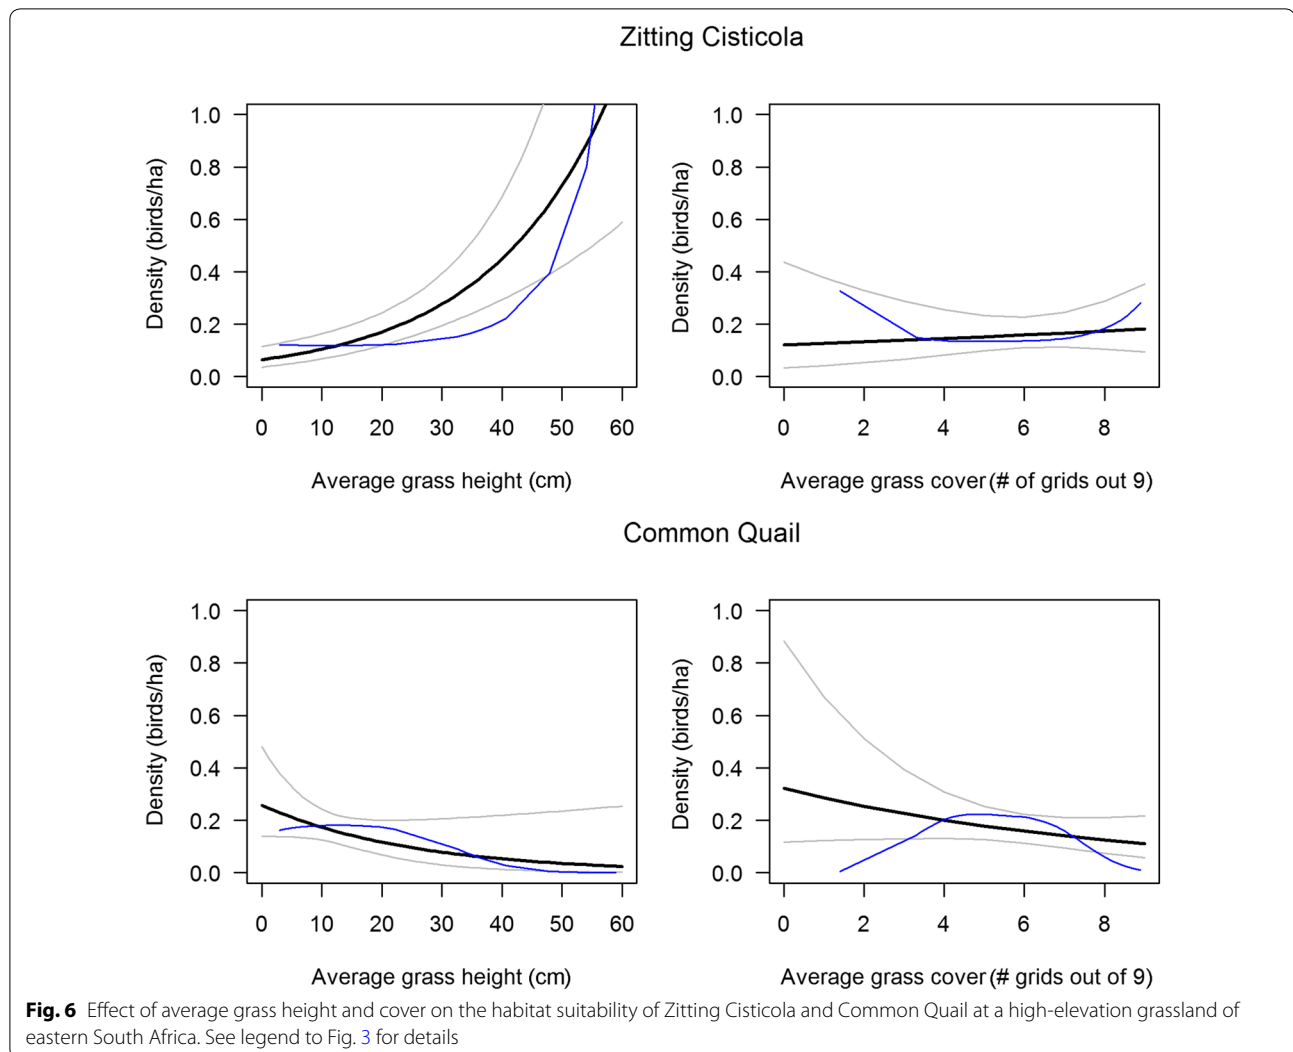 Zitting Cisticola
Density (birds/ha)
1.0
0.8
0.6
0.4
0.2
0.0
0 10 20 30 40 50 60
Average grass height (cm)
Density (birds/ha)
1.0
0.8
0.6
0.4
0.2
0.0
0 2 4 6 8
Average grass cover (# of grids out 9)
Common Quail
Density (birds/ha)
1.0
0.8
0.6
0.4
0.2
0.0
0 10 20 30 40 50 60
Average grass height (cm)
Density (birds/ha)
1.0
0.8
0.6
0.4
0.2
0.0
0 2 4 6 8
Average grass cover (# grids out of 9)
Fig. 6 Effect of average grass height and cover on the habitat suitability of Zitting Cisticola and Common Quail at a high-elevation grassland of
eastern South Africa. See legend to Fig. 3 for details